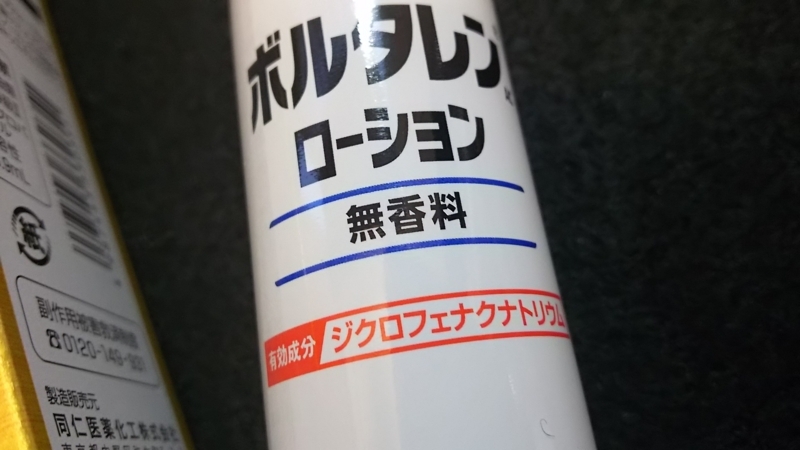 ボルタレン
ローション
無香料
有効成分 ジクロフェナクナトリウム
紙
副作用被害救済制度
☎0120-149-931
製造販売元
同仁医薬化工株式会社